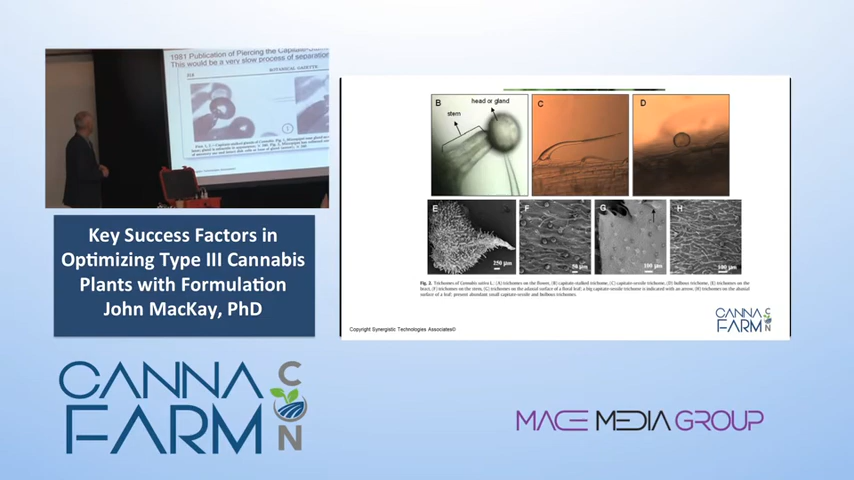 1981 Publication of Piercing the Capitate-
This would be a very slow process of separation
BOTANICAL GAZETTE
Key Success Factors in
Optimizing Type III Cannabis
Plants with Formulation
John MacKay, PhD
CANNA
FARM
CON
B
head or gland
stem
C
D
E
250 µm
F
50 µm
G
100 µm
H
100 µm
Fig. 2. Trichomes of Cannabis sativa L. (A) trichomes on the flower, (B) capitate-stalked trichome, (C) capitate-sessile trichome, (D) bulbous trichome, (E) trichomes on the
bract, (F) trichomes on the stem, (G) trichomes on the adaxial surface of a floral leaf; a big capitate-sessile trichome is indicated with an arrow. (H) trichomes on the abaxial
surface of a leaf; present abundant small capitate-sessile and bulbous trichomes.
Copyright Synergistic Technologies Associates©
CANNA
FARM
CON
MACE MEDIA GROUP